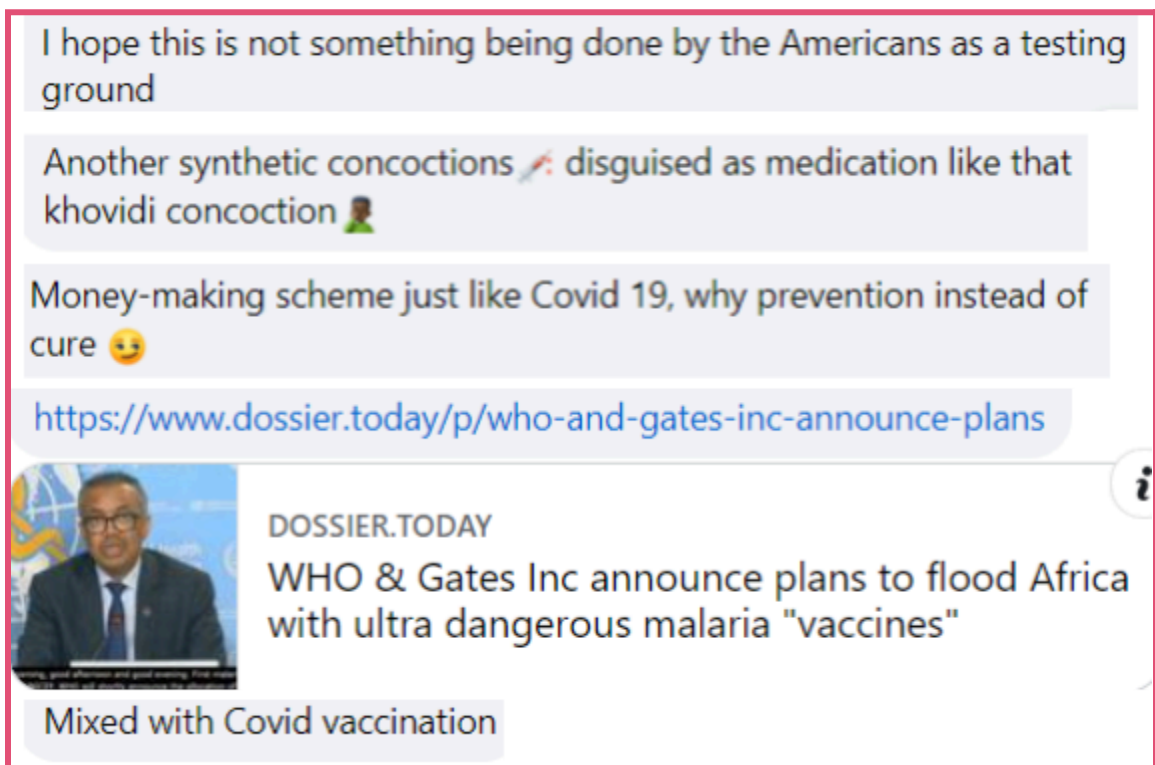 I hope this is not something being done by the Americans as a testing
ground
Another synthetic concoctions💉 disguised as medication like that
khovidi concoction🤦🏿‍♂️
Money-making scheme just like Covid 19, why prevention instead of
cure 😏
https://www.dossier.today/p/who-and-gates-inc-announce-plans
i
DOSSIER.TODAY
WHO & Gates Inc announce plans to flood Africa
with ultra dangerous malaria "vaccines"
Mixed with Covid vaccination